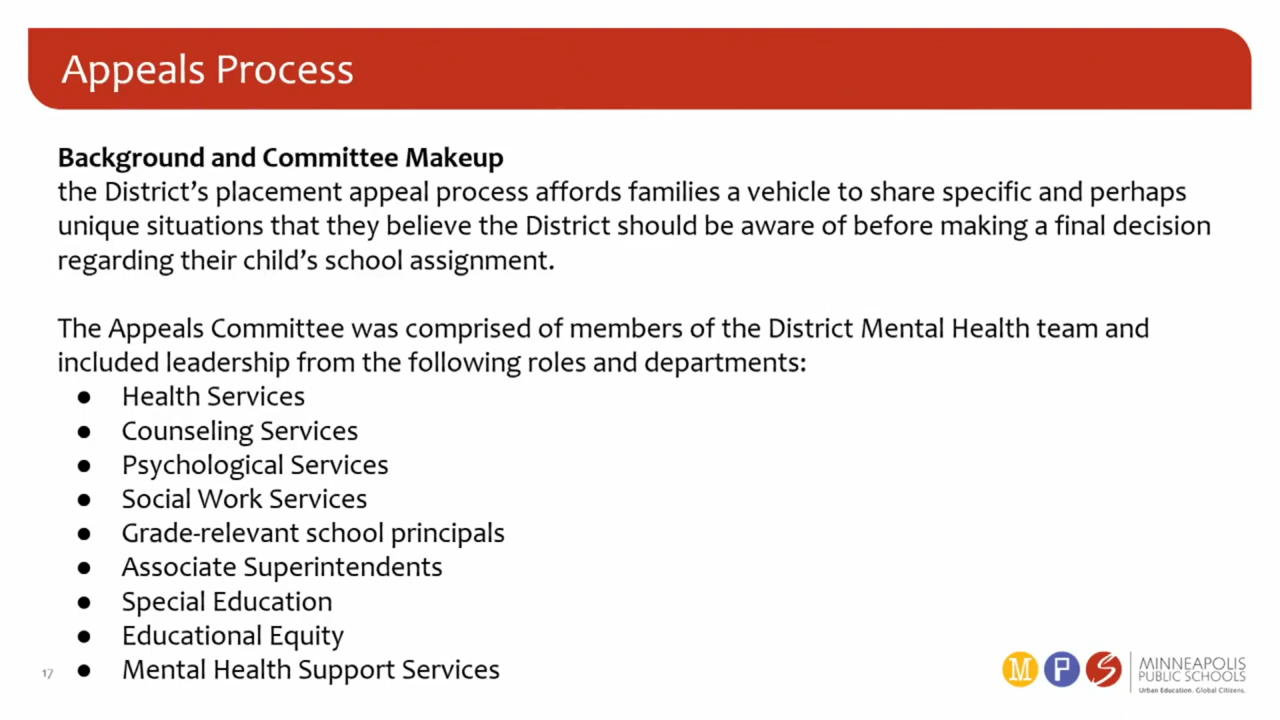 Appeals Process
Background and Committee Makeup
the District's placement appeal process affords families a vehicle to share specific and perhaps
unique situations that they believe the District should be aware of before making a final decision
regarding their child's school assignment.
The Appeals Committee was comprised of members of the District Mental Health team and
included leadership from the following roles and departments:
● Health Services
● Counseling Services
● Psychological Services
● Social Work Services
● Grade-relevant school principals
● Associate Superintendents
● Special Education
● Educational Equity
● Mental Health Support Services
17
M P S
MINNEAPOLIS
PUBLIC SCHOOLS
Urban Education. Global Citizens.